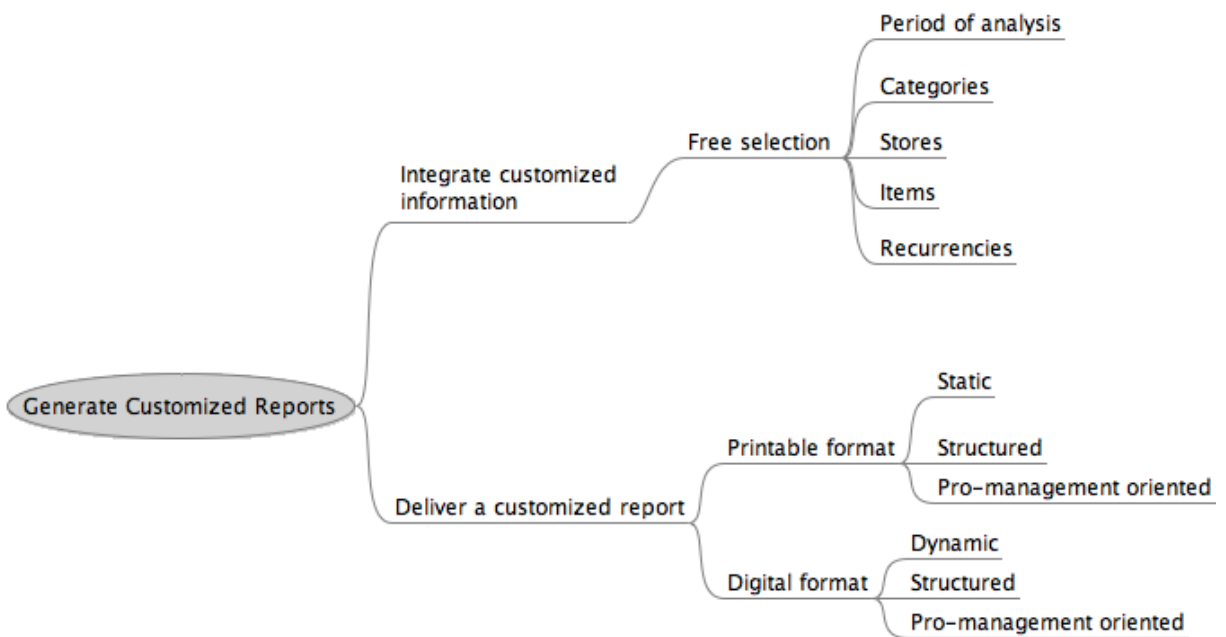 Period of analysis
Categories
Free selection
Stores
Integrate customized
information
Items
Recurrencies
Generate Customized Reports
Static
Printable format
Structured
Pro-management oriented
Deliver a customized report
Dynamic
Digital format
Structured
Pro-management oriented